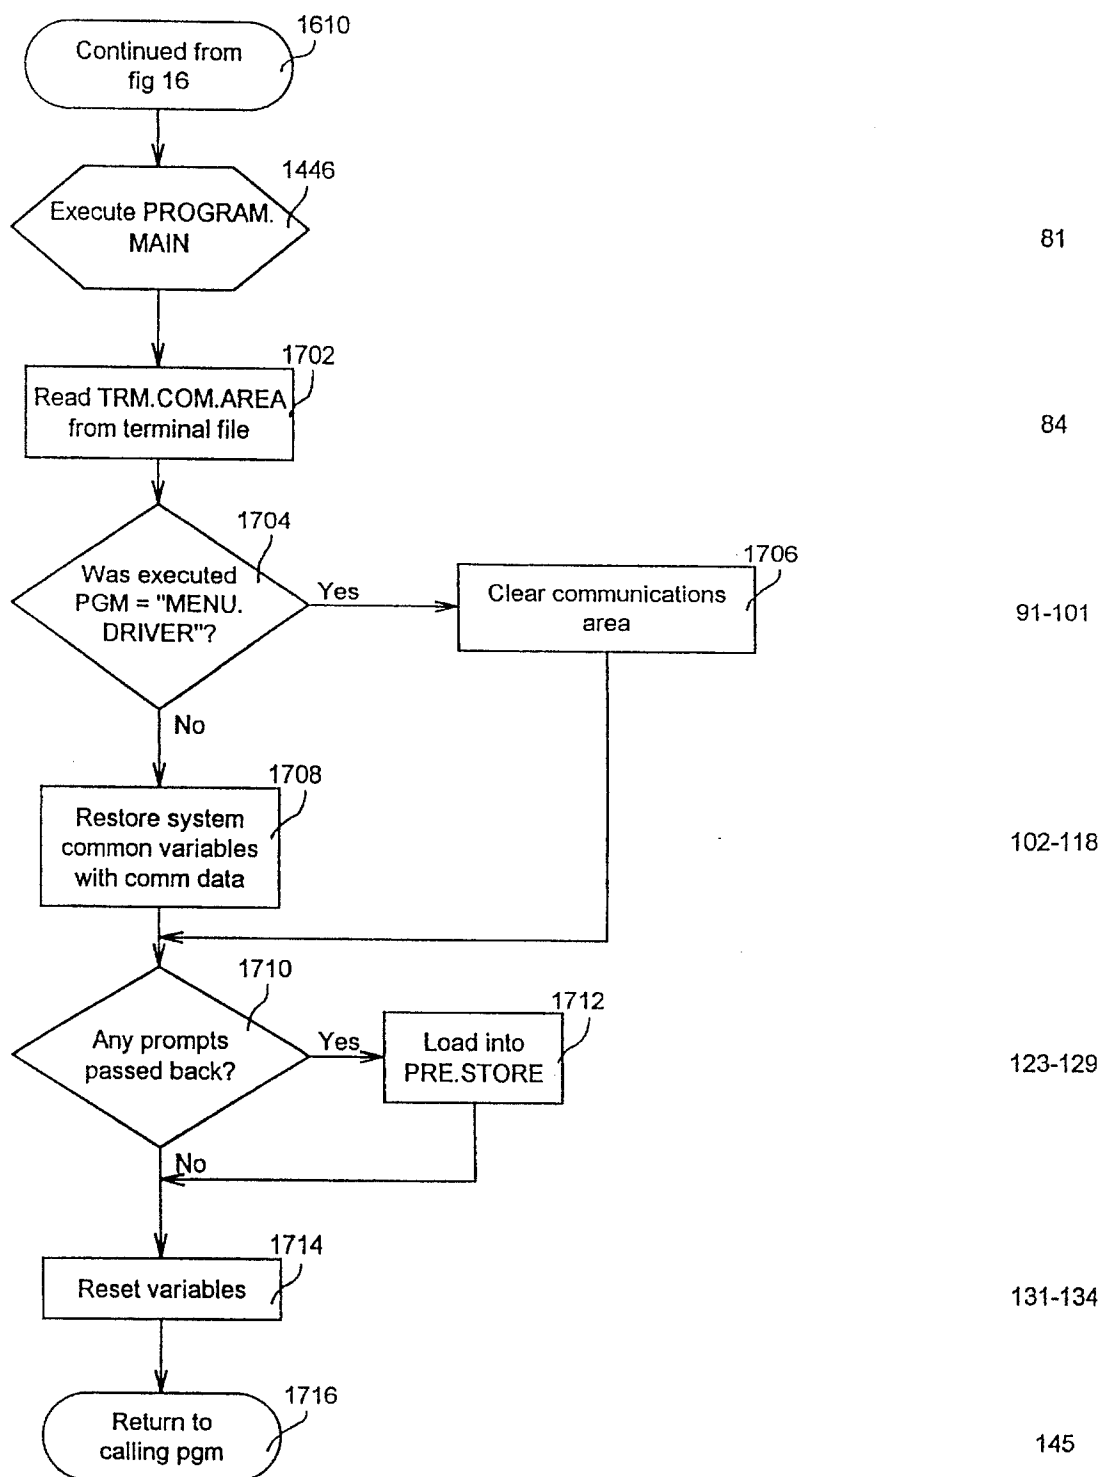 1610
Continued from
fig 16
1446
Execute PROGRAM.
MAIN
81
1702
Read TRM.COM.AREA
from terminal file
84
1704
Was executed
PGM = "MENU.
DRIVER"?
Yes
1706
Clear communications
area
91-101
No
1708
Restore system
common variables
with comm data
102-118
1710
Any prompts
passed back?
Yes
1712
Load into
PRE.STORE
123-129
No
1714
Reset variables
131-134
1716
Return to
calling pgm
145